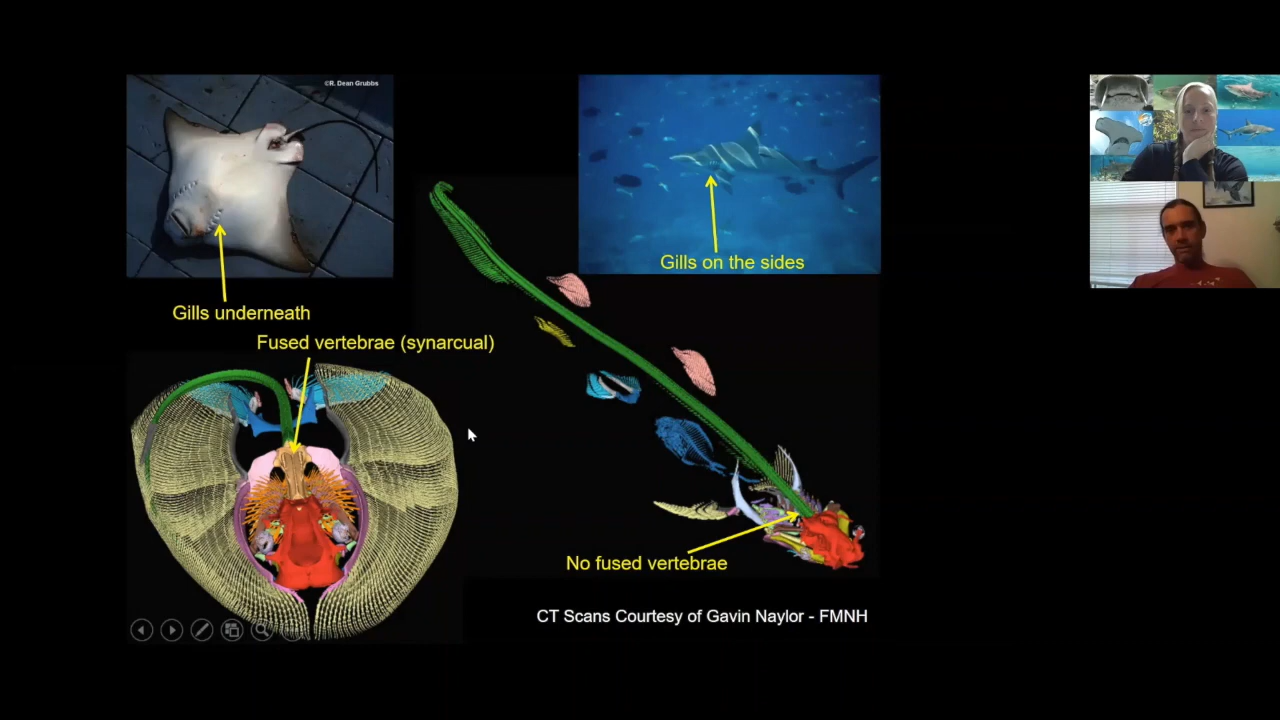 ©R. Dean Grubbs
Gills on the sides
Gills underneath
Fused vertebrae (synarcual)
No fused vertebrae
CT Scans Courtesy of Gavin Naylor - FMNH